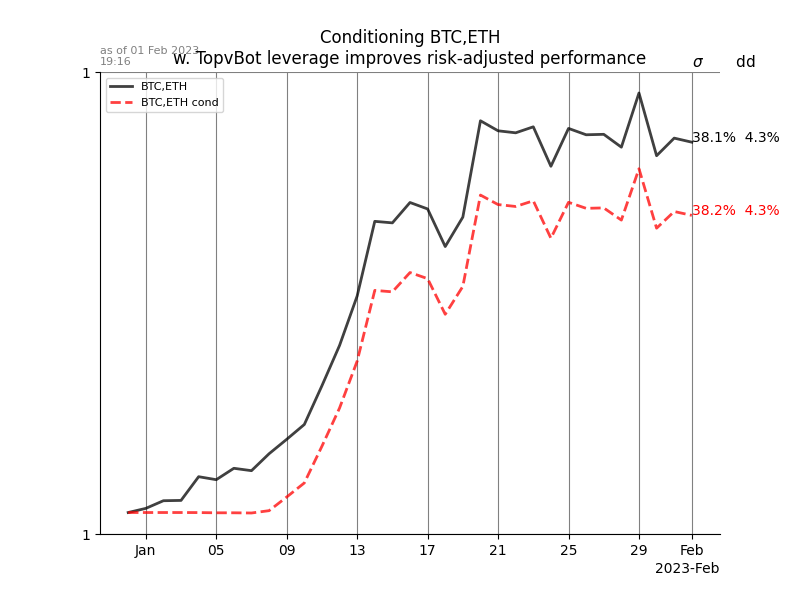 Conditioning BTC,ETH
w. TopvBot leverage improves risk-adjusted performance
as of 01 Feb 2023
19:16
σ dd
1
BTC,ETH
BTC,ETH cond
38.1% 4.3%
38.2% 4.3%
1
Jan 05 09 13 17 21 25 29 Feb
2023-Feb